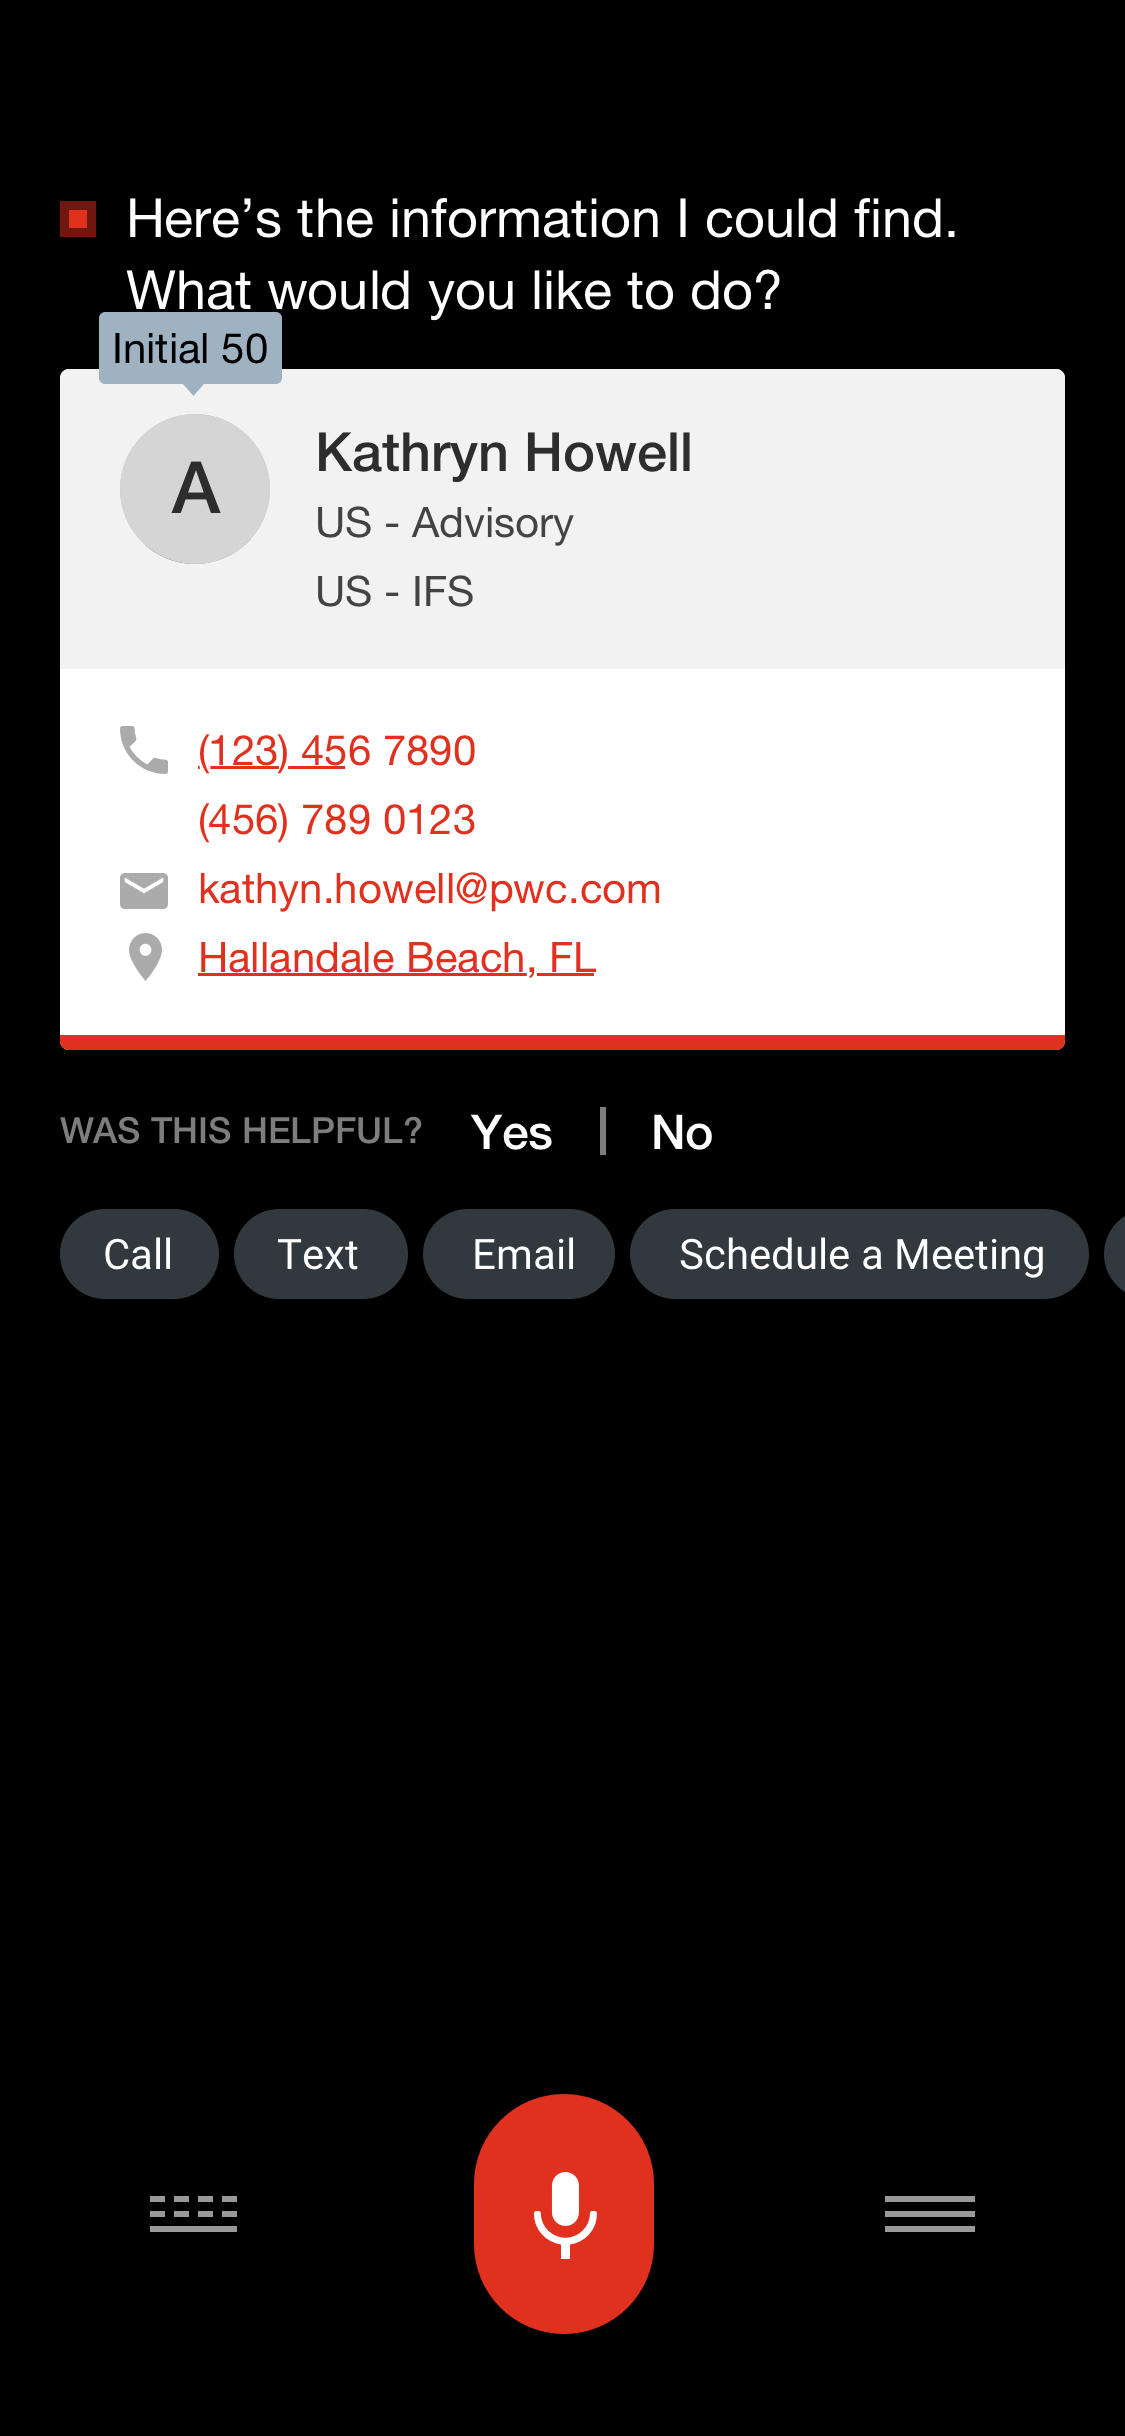 Here’s the information I could find.
What would you like to do?
Initial 50
A
Kathryn Howell
US - Advisory
US - IFS
(123) 456 7890
(456) 789 0123
kathyn.howell@pwc.com
Hallandale Beach, FL
WAS THIS HELPFUL? Yes | No
Call Text Email Schedule a Meeting